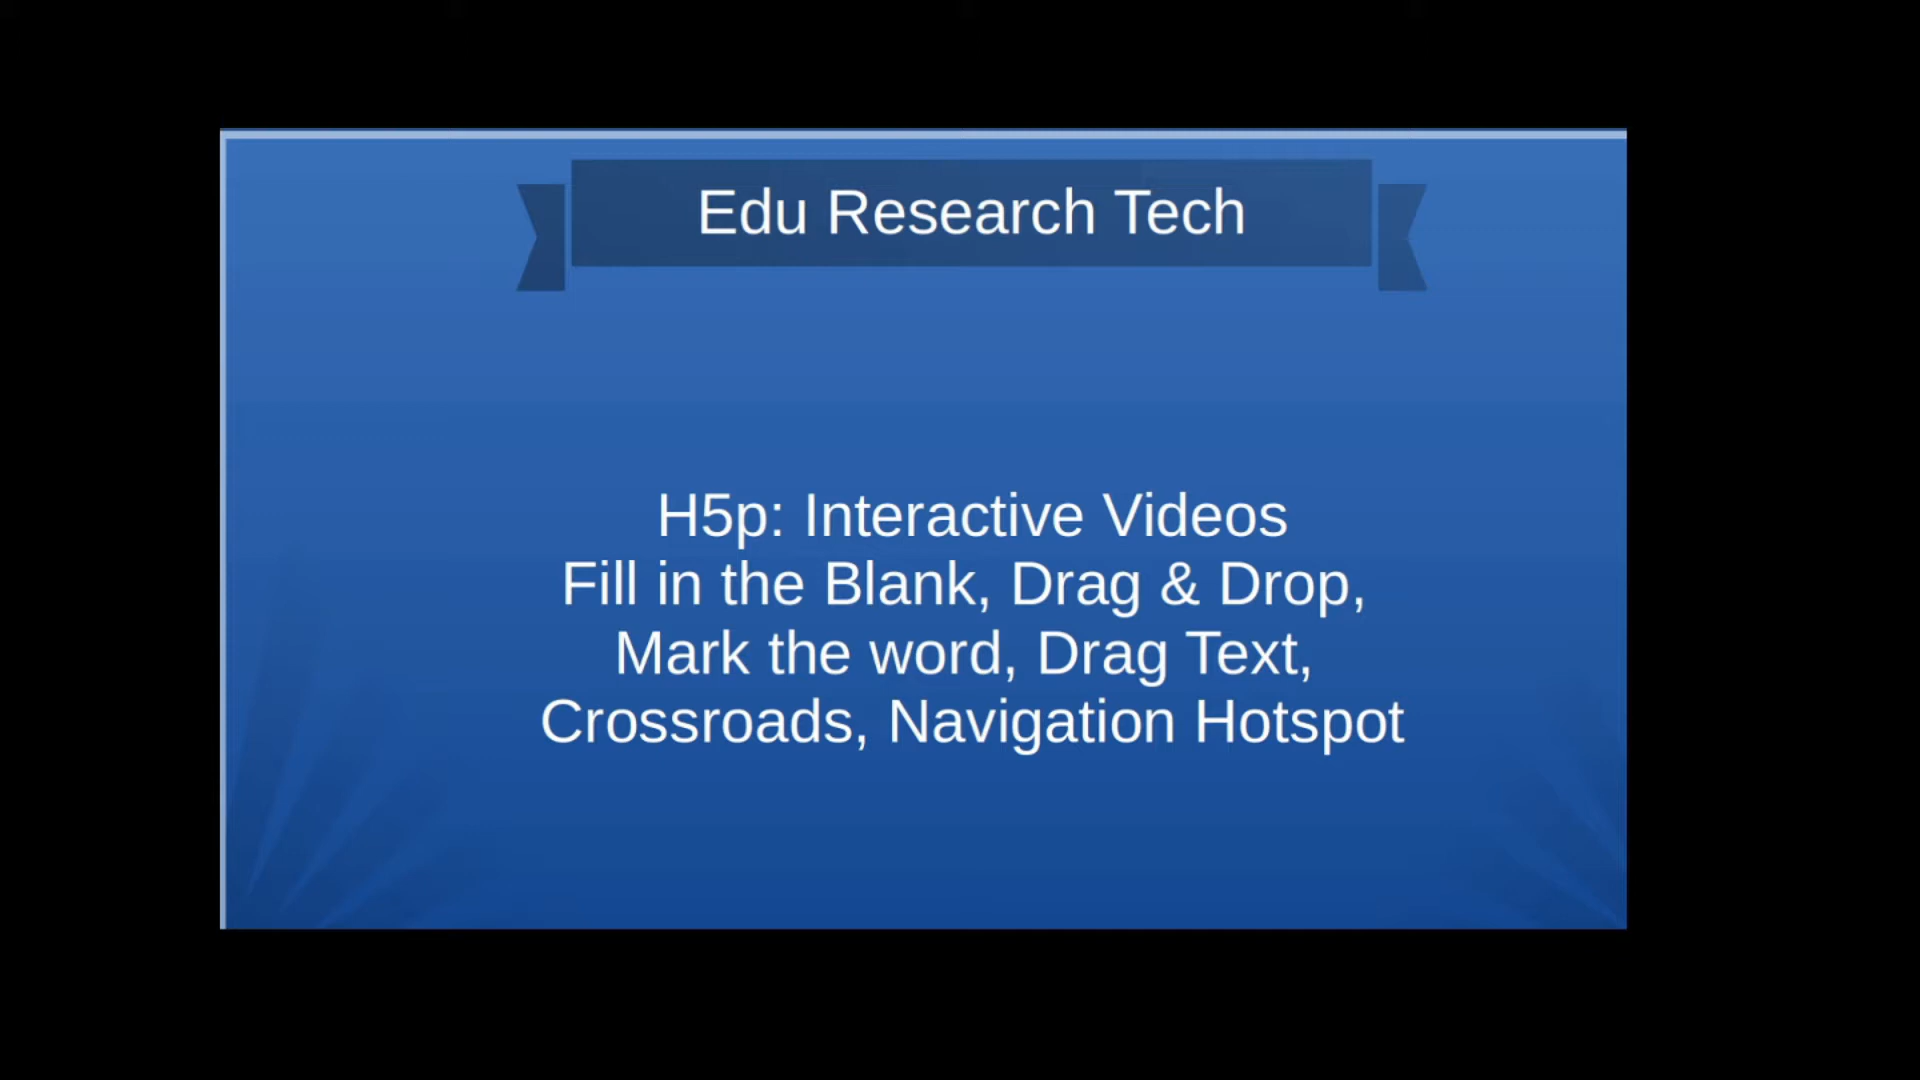 Edu Research Tech
H5p: Interactive Videos
Fill in the Blank, Drag & Drop,
Mark the word, Drag Text,
Crossroads, Navigation Hotspot